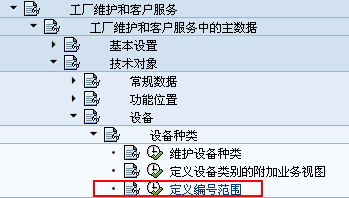 工厂维护和客户服务
工厂维护和客户服务中的主数据
基本设置
技术对象
常规数据
功能位置
设备
设备种类
维护设备种类
定义设备类别的附加业务视图
定义编号范围